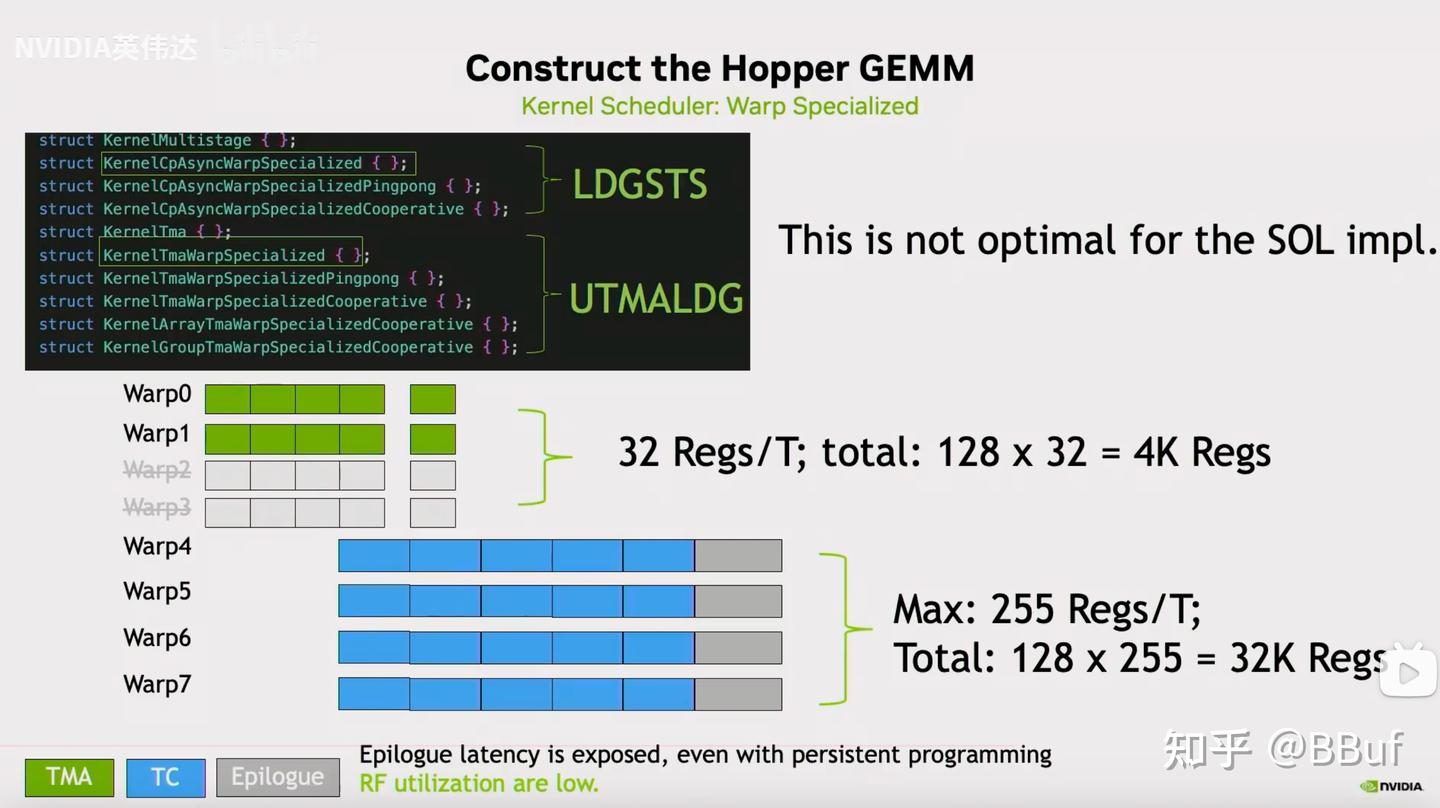 NVIDIA英伟达 bilibili
Construct the Hopper GEMM
Kernel Scheduler: Warp Specialized
struct KernelMultistage { };
struct KernelCpAsyncWarpSpecialized { };
struct KernelCpAsyncWarpSpecializedPingpong { };
struct KernelCpAsyncWarpSpecializedCooperative { };
struct KernelTma { };
struct KernelTmaWarpSpecialized { };
struct KernelTmaWarpSpecializedPingpong { };
struct KernelTmaWarpSpecializedCooperative { };
struct KernelArrayTmaWarpSpecializedCooperative { };
struct KernelGroupTmaWarpSpecializedCooperative { };
LDGSTS
UTMALDG
This is not optimal for the SOL impl.
Warp0
Warp1
Warp2
Warp3
32 Regs/T; total: 128 x 32 = 4K Regs
Warp4
Warp5
Warp6
Warp7
Max: 255 Regs/T;
Total: 128 x 255 = 32K Regs
TMA
TC
Epilogue
Epilogue latency is exposed, even with persistent programming
RF utilization are low.
知乎 @BBuf
NVIDIA